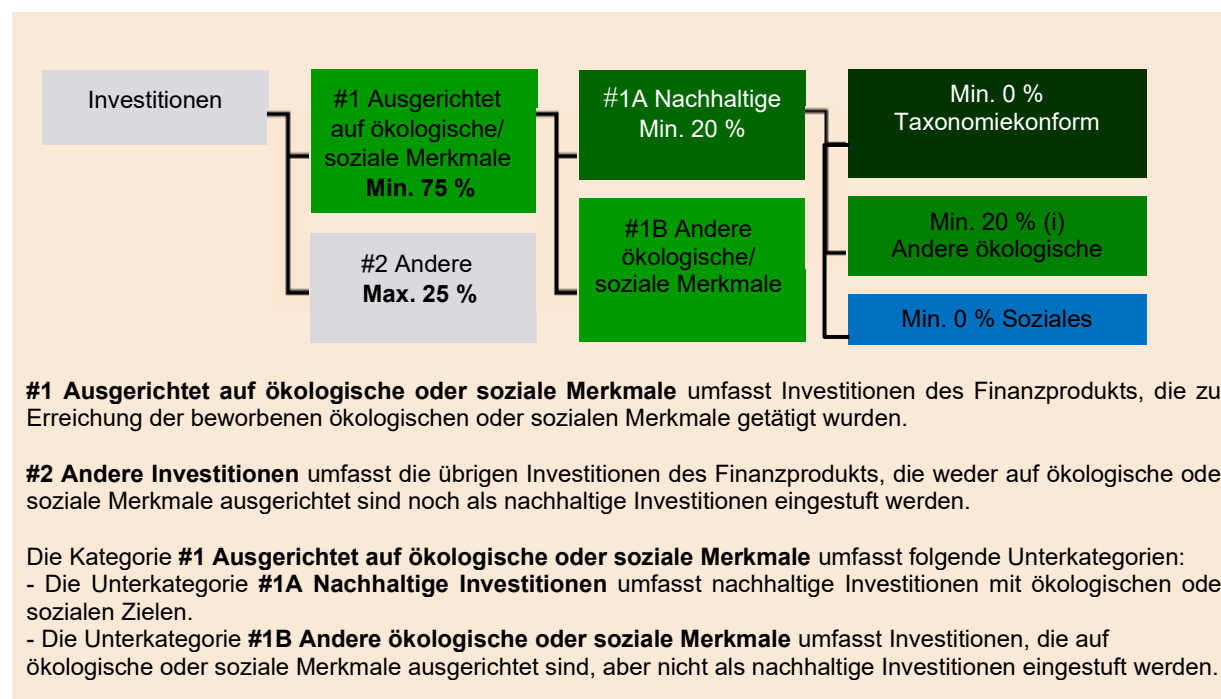 Investitionen
#1 Ausgerichtet
auf ökologische/
soziale Merkmale
Min. 75 %
#2 Andere
Max. 25 %
#1A Nachhaltige
Min. 20 %
#1B Andere
ökologische/
soziale Merkmale
Min. 0 %
Taxonomiekonform
Min. 20 % (i)
Andere ökologische
Min. 0 % Soziales
#1 Ausgerichtet auf ökologische oder soziale Merkmale umfasst Investitionen des Finanzprodukts, die zu
Erreichung der beworbenen ökologischen oder sozialen Merkmale getätigt wurden.
#2 Andere Investitionen umfasst die übrigen Investitionen des Finanzprodukts, die weder auf ökologische ode
soziale Merkmale ausgerichtet sind noch als nachhaltige Investitionen eingestuft werden.
Die Kategorie #1 Ausgerichtet auf ökologische oder soziale Merkmale umfasst folgende Unterkategorien:
- Die Unterkategorie #1A Nachhaltige Investitionen umfasst nachhaltige Investitionen mit ökologischen ode
sozialen Zielen.
- Die Unterkategorie #1B Andere ökologische oder soziale Merkmale umfasst Investitionen, die auf
ökologische oder soziale Merkmale ausgerichtet sind, aber nicht als nachhaltige Investitionen eingestuft werden.